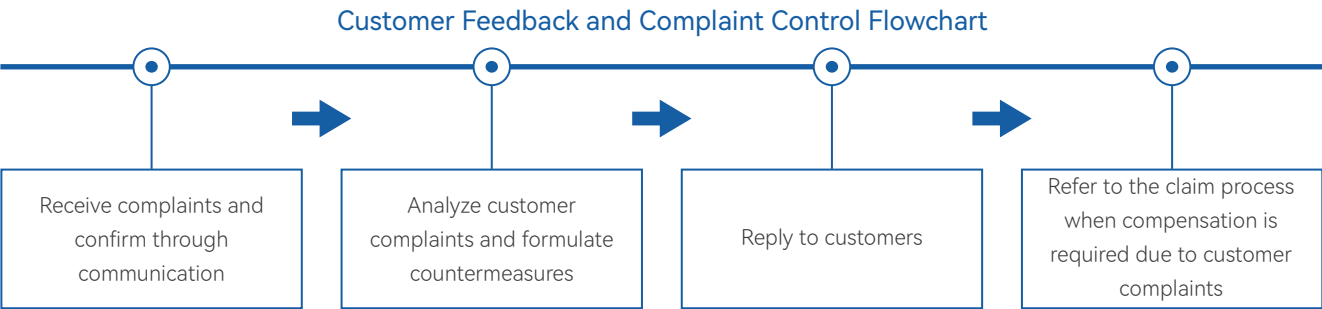 Customer Feedback and Complaint Control Flowchart
Receive complaints and
confirm through
communication
Analyze customer
complaints and formulate
countermeasures
Reply to customers
Refer to the claim process
when compensation is
required due to customer
complaints